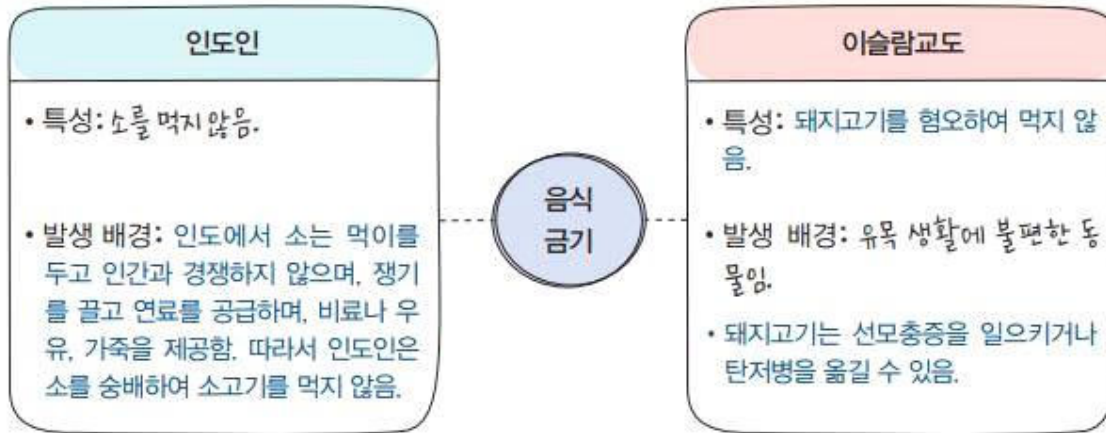 인도인
• 특성: 소를 먹지 않음.
• 발생 배경: 인도에서 소는 먹이를
두고 인간과 경쟁하지 않으며, 쟁기
를 끌고 연료를 공급하며, 비료나 우
유, 가죽을 제공함. 따라서 인도인은
소를 숭배하여 소고기를 먹지 않음.
음식
금기
이슬람교도
• 특성: 돼지고기를 혐오하여 먹지 않
음.
• 발생 배경: 유목 생활에 불편한 동
물임.
• 돼지고기는 선모충증을 일으키거나
탄저병을 옮길 수 있음.